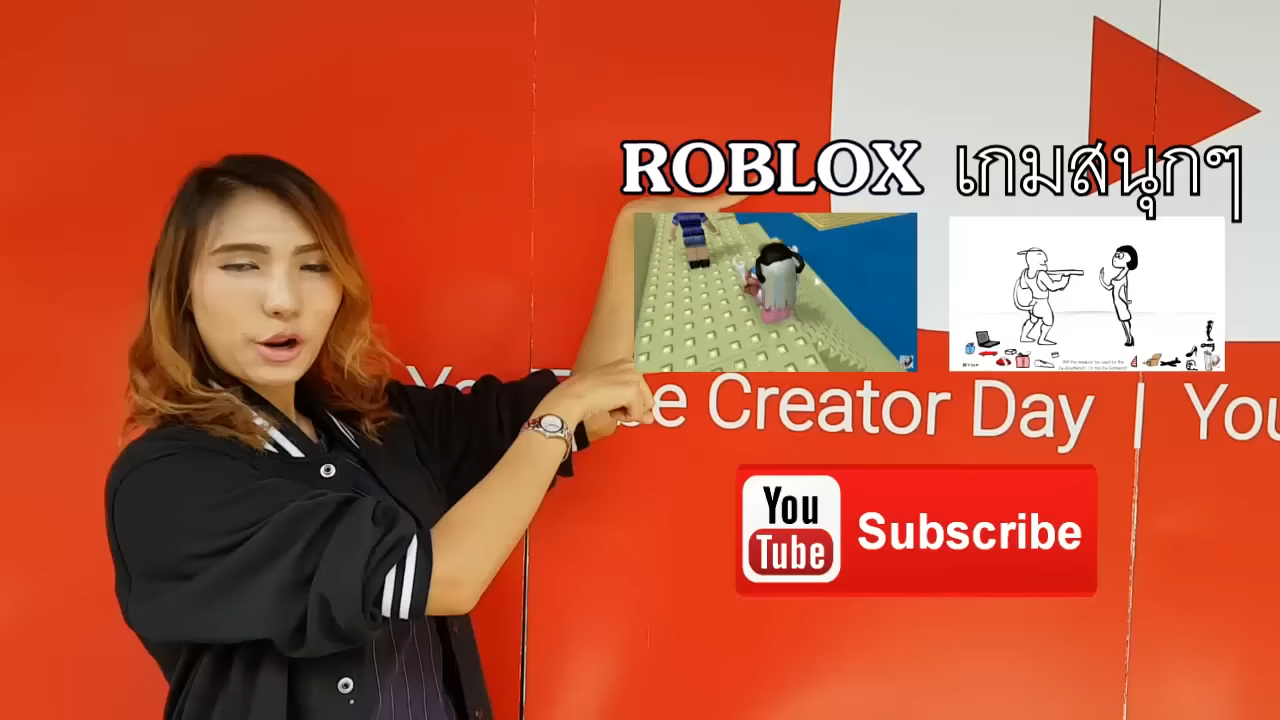 ROBLOX เกมสนุกๆ
e Creator Day | You
You
Tube
Subscribe